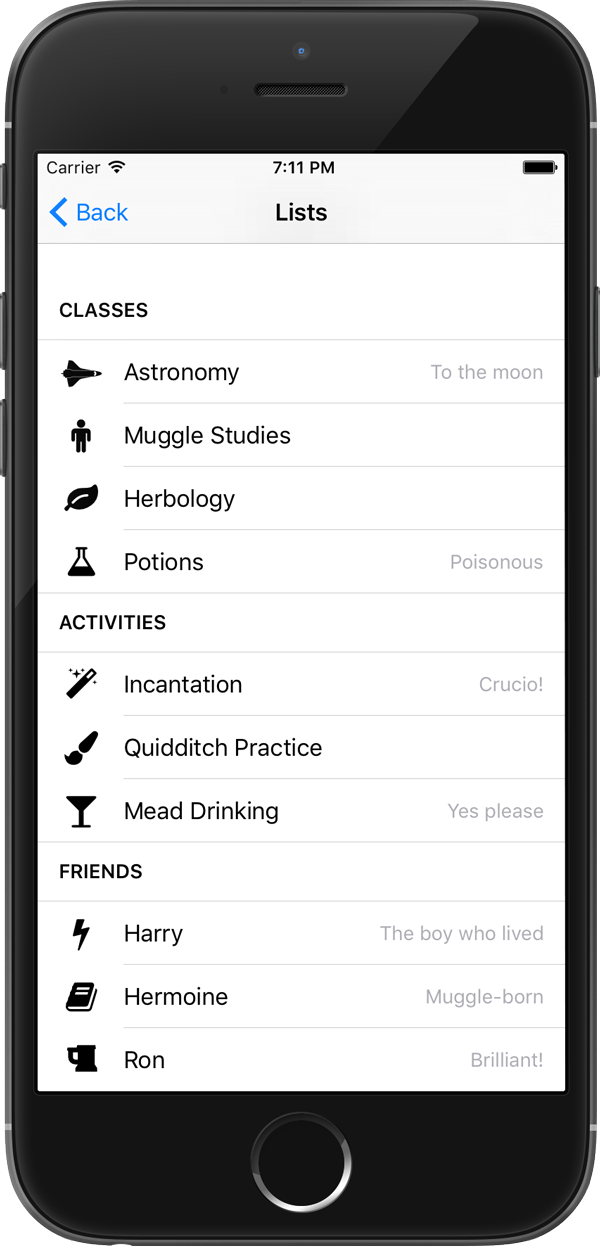 Carrier 7:11 PM
Back Lists
CLASSES
Astronomy To the moon
Muggle Studies
Herbology
Potions Poisonous
ACTIVITIES
Incantation Crucio!
Quidditch Practice
Mead Drinking Yes please
FRIENDS
Harry The boy who lived
Hermoine Muggle-born
Ron Brilliant!